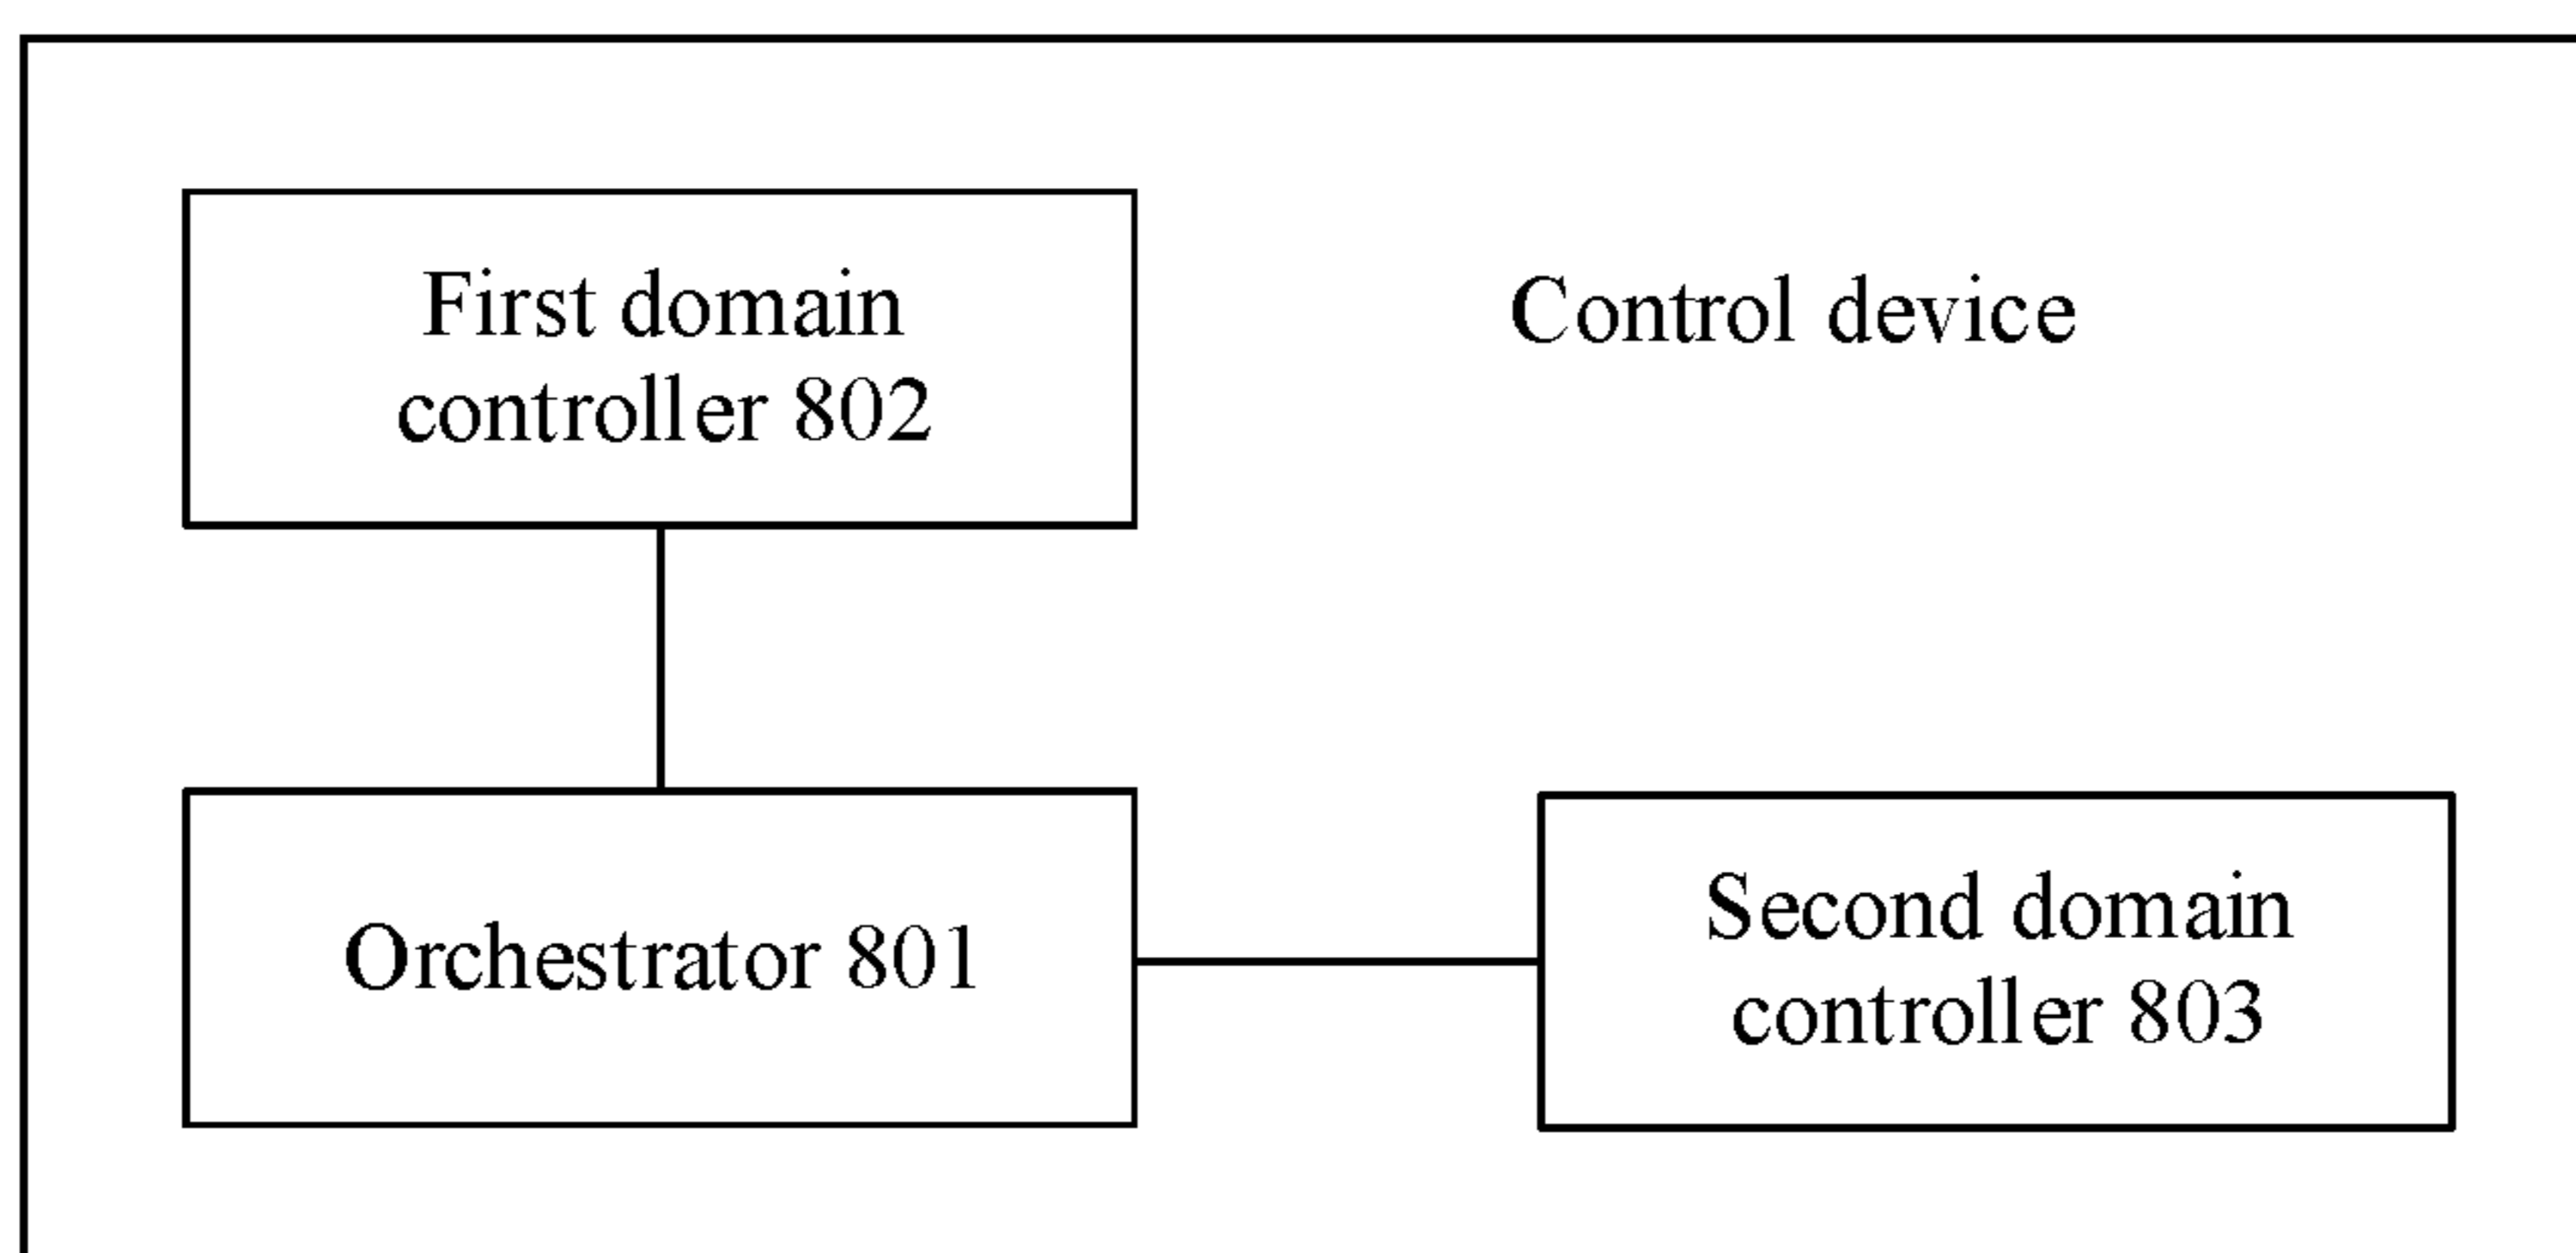 First domain
controller 802
Control device
Orchestrator 801
Second domain
controller 803